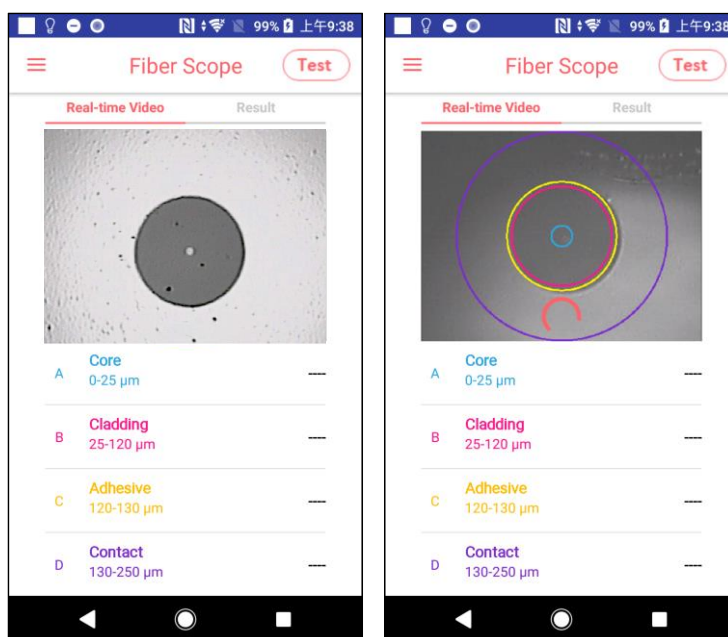 99% 上午9:38
Fiber Scope Test
Real-time Video Result
A Core
0-25 μm ----
B Cladding
25-120 μm ----
C Adhesive
120-130 μm ----
D Contact
130-250 μm ----
99% 上午9:38
Fiber Scope Test
Real-time Video Result
A Core
0-25 μm ----
B Cladding
25-120 μm ----
C Adhesive
120-130 μm ----
D Contact
130-250 μm ----